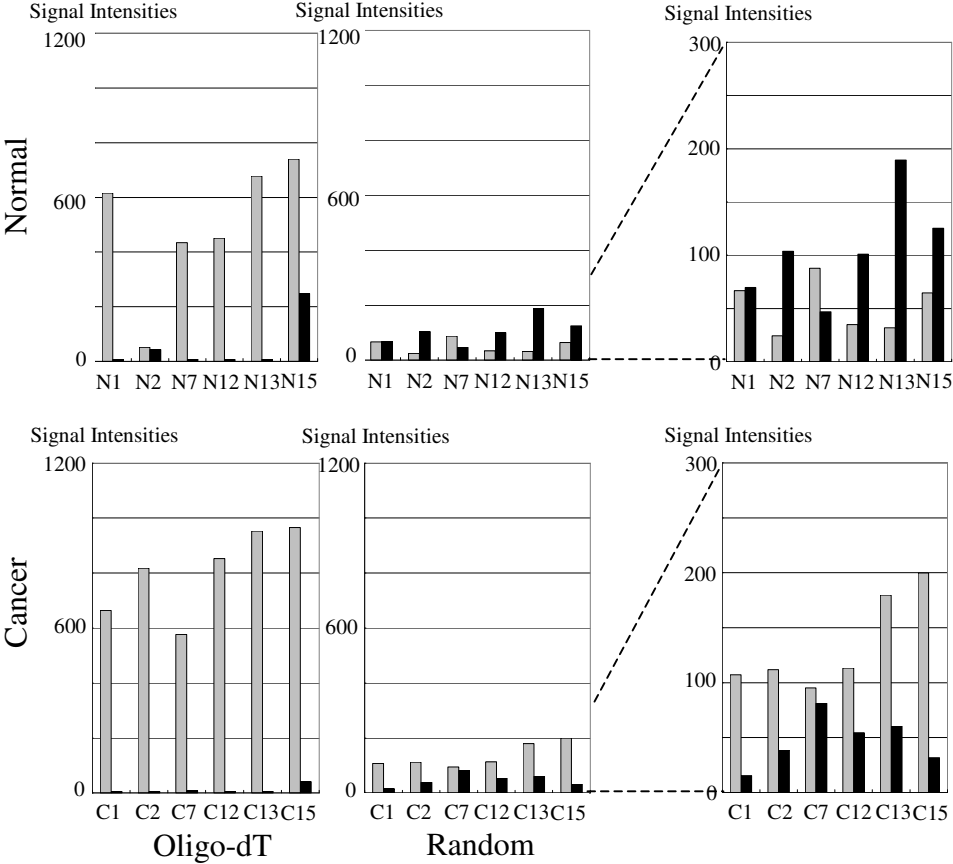 Signal Intensities
1200
600
0
N1 N2 N7 N12 N13 N15
Signal Intensities
1200
600
0
N1 N2 N7 N12 N13 N15
Signal Intensities
300
200
100
0
N1 N2 N7 N12 N13 N15
Normal
Signal Intensities
1200
600
0
C1 C2 C7 C12 C13 C15
Oligo-dT
Signal Intensities
1200
600
0
C1 C2 C7 C12 C13 C15
Random
Signal Intensities
300
200
100
0
C1 C2 C7 C12 C13 C15
Cancer